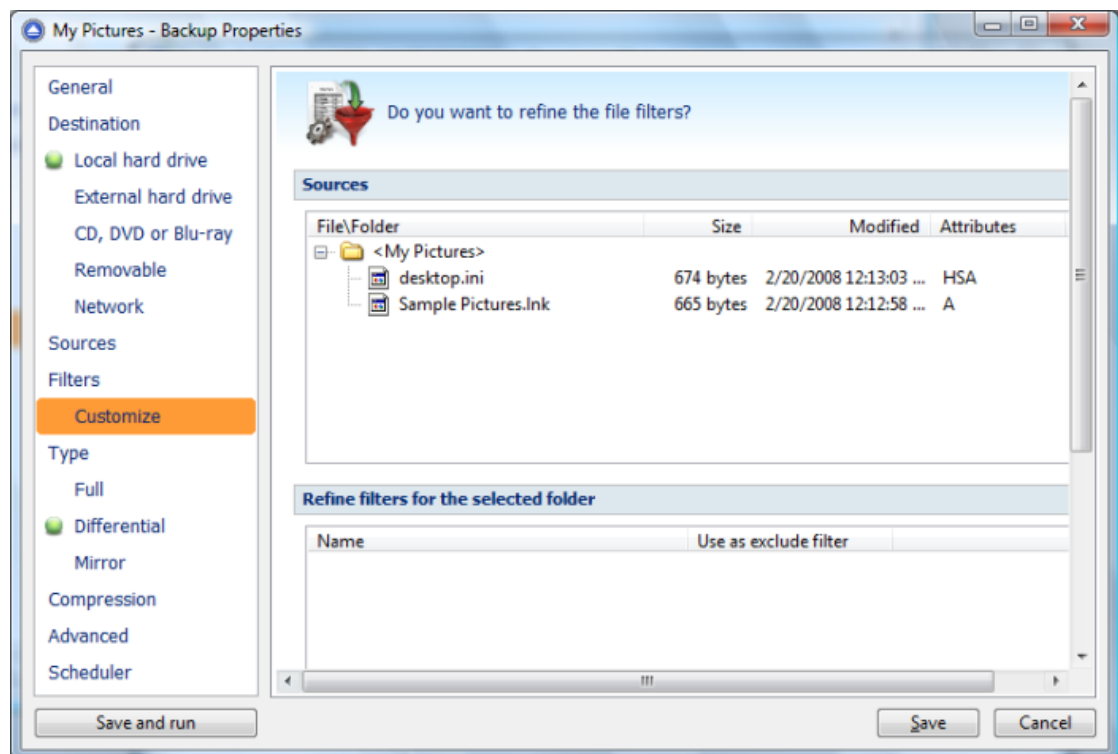 My Pictures - Backup Properties
General
Destination
Local hard drive
External hard drive
CD, DVD or Blu-ray
Removable
Network
Sources
Filters
Customize
Type
Full
Differential
Mirror
Compression
Advanced
Scheduler
Do you want to refine the file filters?
Sources
File\Folder Size Modified Attributes
<My Pictures>
desktop.ini 674 bytes 2/20/2008 12:13:03 ... HSA
Sample Pictures.lnk 665 bytes 2/20/2008 12:12:58 ... A
Refine filters for the selected folder
Name Use as exclude filter
Save and run Save Cancel